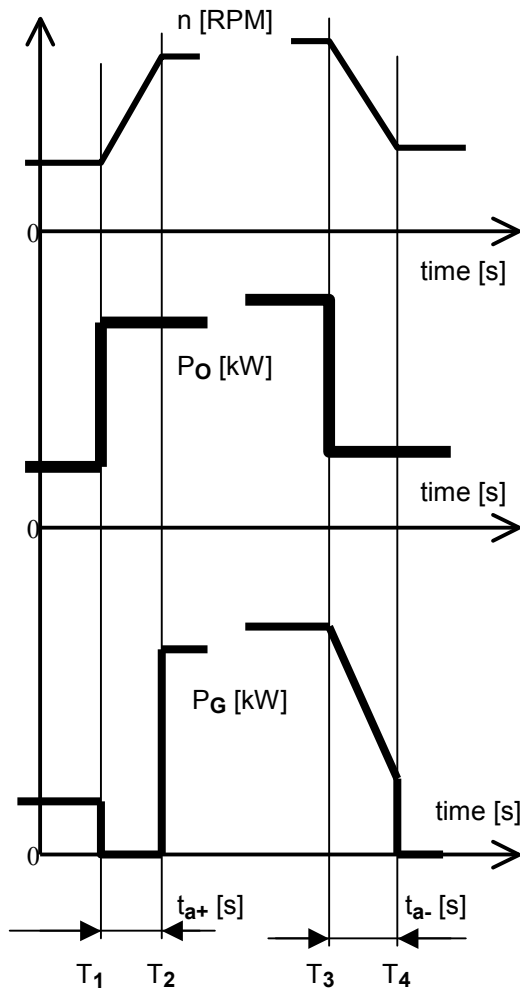 n [RPM]
0
time [s]
PO [kW]
time [s]
0
PG [kW]
time [s]
0
ta+ [s]
ta- [s]
T1
T2
T3
T4